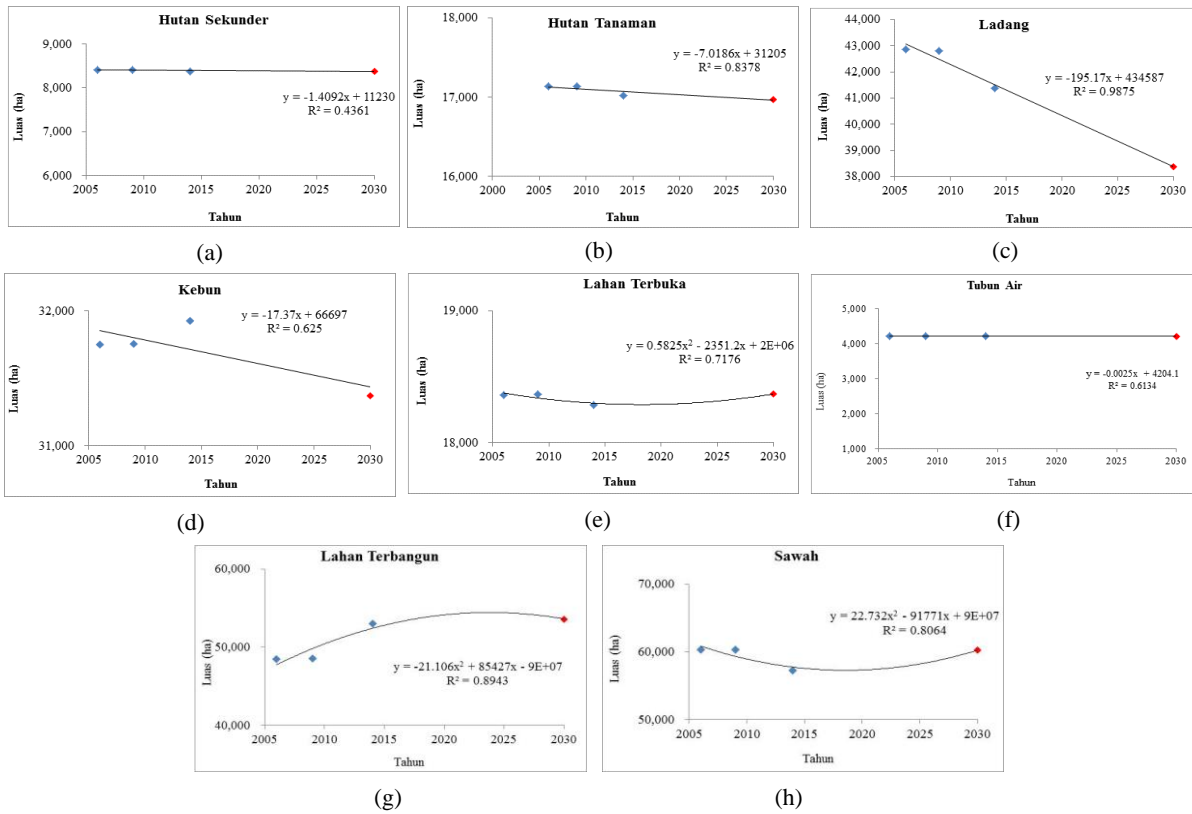 Hutan Sekunder
9,000
8,000
7,000
6,000
Luas (ha)
y = -1.4092x + 11230
R² = 0.4361
2005 2010 2015 2020 2025 2030
Tahun
(a)
Hutan Tanaman
18,000
17,000
16,000
Luas (ha)
y = -7.0186x + 31205
R² = 0.8378
2000 2005 2010 2015 2020 2025 2030
Tahun
(b)
Ladang
44,000
43,000
42,000
41,000
40,000
39,000
38,000
Luas (ha)
y = -195.17x + 434587
R² = 0.9875
2005 2010 2015 2020 2025 2030
Tahun
(c)
Kebun
32,000
31,000
Luas (ha)
y = -17.37x + 66697
R² = 0.625
2005 2010 2015 2020 2025 2030
Tahun
(d)
Lahan Terbuka
19,000
18,000
Luas (ha)
y = 0.5825x² - 2351.2x + 2E+06
R² = 0.7176
2005 2010 2015 2020 2025 2030
Tahun
(e)
Tubun Air
5,000
4,000
3,000
2,000
1,000
Luas (ha)
y = -0.0025x + 4204.1
R² = 0.6134
2005 2010 2015 2020 2025 2030
Tahun
(f)
Lahan Terbangun
60,000
50,000
40,000
Luas (ha)
y = -21.106x² + 85427x - 9E+07
R² = 0.8943
2005 2010 2015 2020 2025 2030
Tahun
(g)
Sawah
70,000
60,000
50,000
Luas (ha)
y = 22.732x² - 91771x + 9E+07
R² = 0.8064
2005 2010 2015 2020 2025 2030
Tahun
(h)